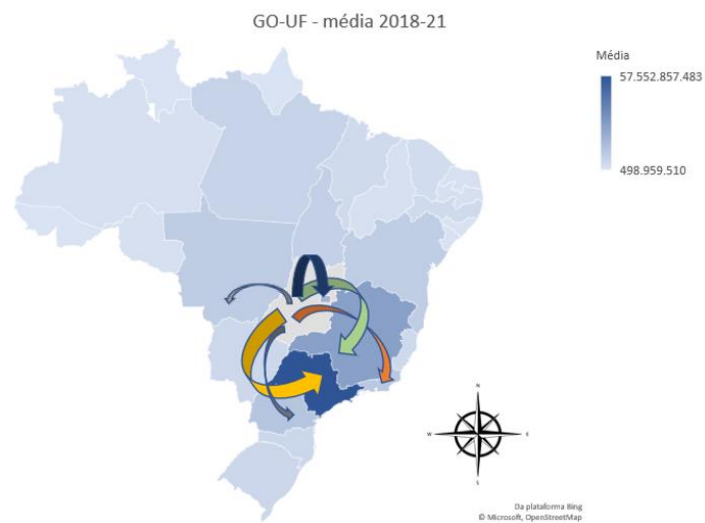 GO-UF - média 2018-21
Média
57.552.857.483
498.959.510
N
W
E
S
Da plataforma Bing
© Microsoft, OpenStreetMap